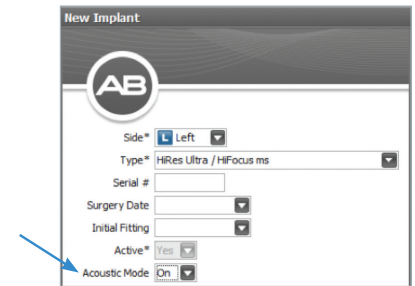 New Implant
AB
Side* L Left
Type* HiRes Ultra / HiFocus ms
Serial #
Surgery Date
Initial Fitting
Active* Yes
Acoustic Mode On